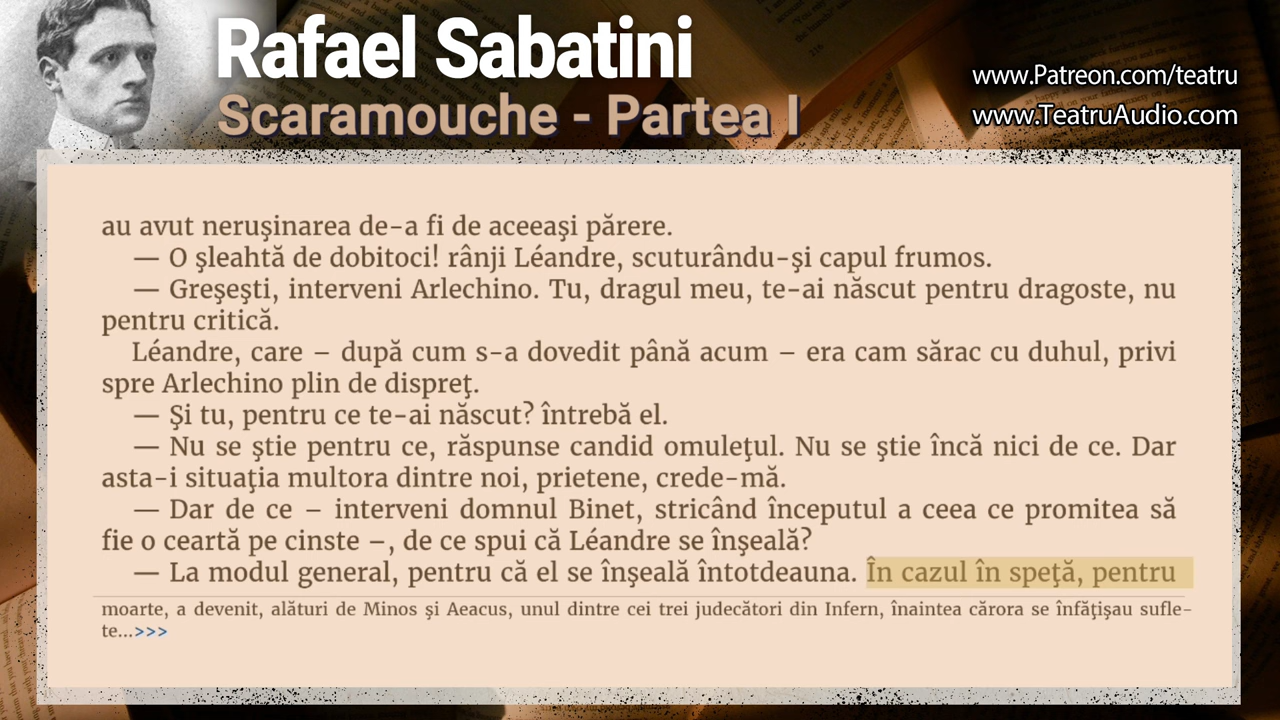 Rafael Sabatini
Scaramouche - Partea I
www.Patreon.com/teatru
www.TeatruAudio.com
au avut neruşinarea de-a fi de aceeaşi părere.
— O şleahtă de dobitoci! rânji Léandre, scuturându-şi capul frumos.
— Greşeşti, interveni Arlechino. Tu, dragul meu, te-ai născut pentru dragoste, nu
pentru critică.
Léandre, care – după cum s-a dovedit până acum – era cam sărac cu duhul, privi
spre Arlechino plin de dispreţ.
— Şi tu, pentru ce te-ai născut? întrebă el.
— Nu se ştie pentru ce, răspunse candid omuleţul. Nu se ştie încă nici de ce. Dar
asta-i situaţia multora dintre noi, prietene, crede-mă.
— Dar de ce – interveni domnul Binet, stricând începutul a ceea ce promitea să
fie o ceartă pe cinste –, de ce spui că Léandre se înşeală?
— La modul general, pentru că el se înşeală întotdeauna. În cazul în speţă, pentru
moarte, a devenit, alături de Minos şi Aeacus, unul dintre cei trei judecători din Infern, înaintea cărora se înfăţişau sufle-
te...>>>